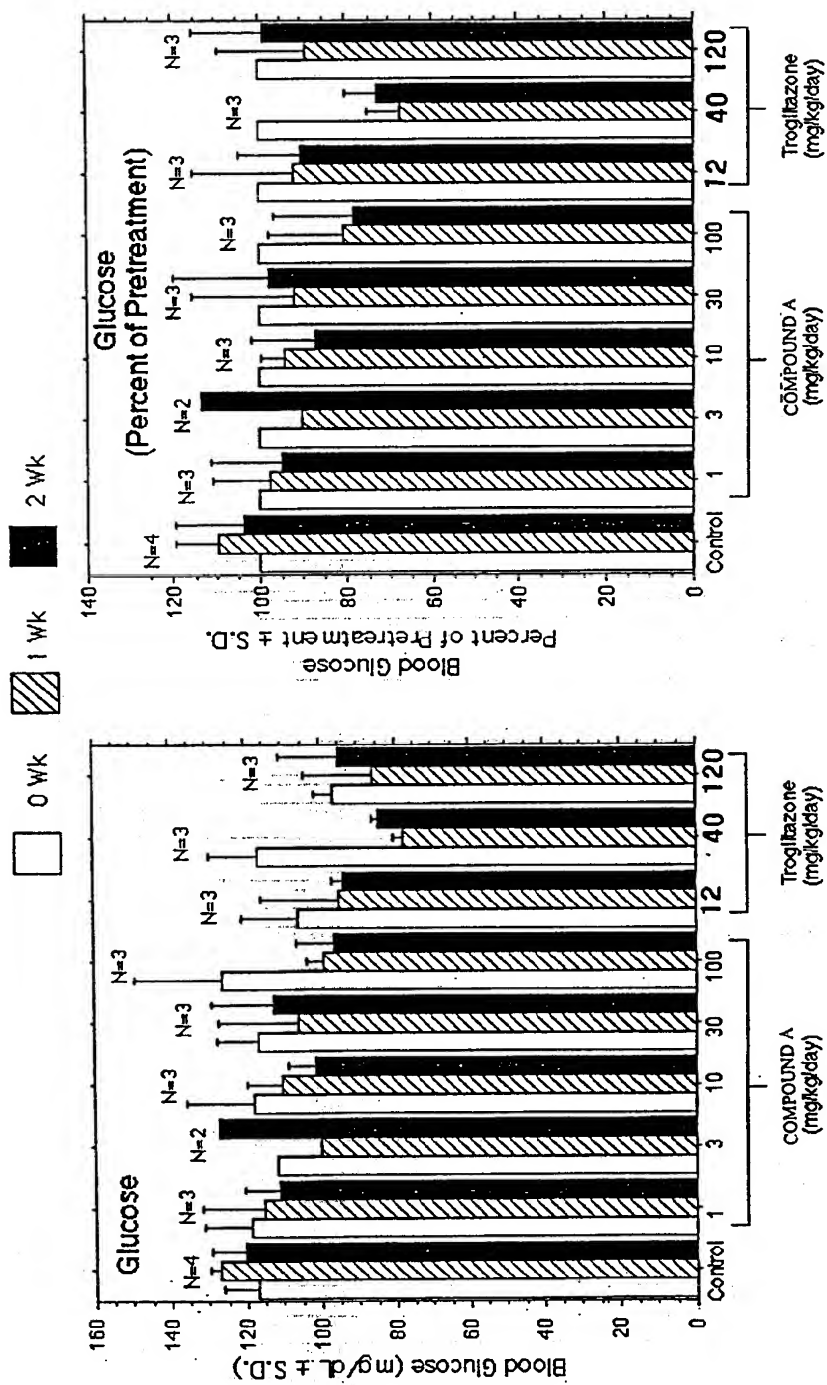 0 Wk
1 Wk
2 Wk
Glucose
Blood Glucose (mg/dL ± S.D.)
160
140
120
100
80
60
40
20
0
N=4
N=3
N=2
N=3
N=3
N=3
N=3
N=3
N=3
Control
1
3
10
30
100
12
40
120
COMPOUND A
(mg/kg/day)
Troglitazone
(mg/kg/day)
Glucose
(Percent of Pretreatment)
Blood Glucose
Percent of Pretreatment ± S.D.
140
120
100
80
60
40
20
0
N=4
N=3
N=2
N=3
N=3
N=3
N=3
N=3
N=3
Control
1
3
10
30
100
12
40
120
COMPOUND A
(mg/kg/day)
Troglitazone
(mg/kg/day)